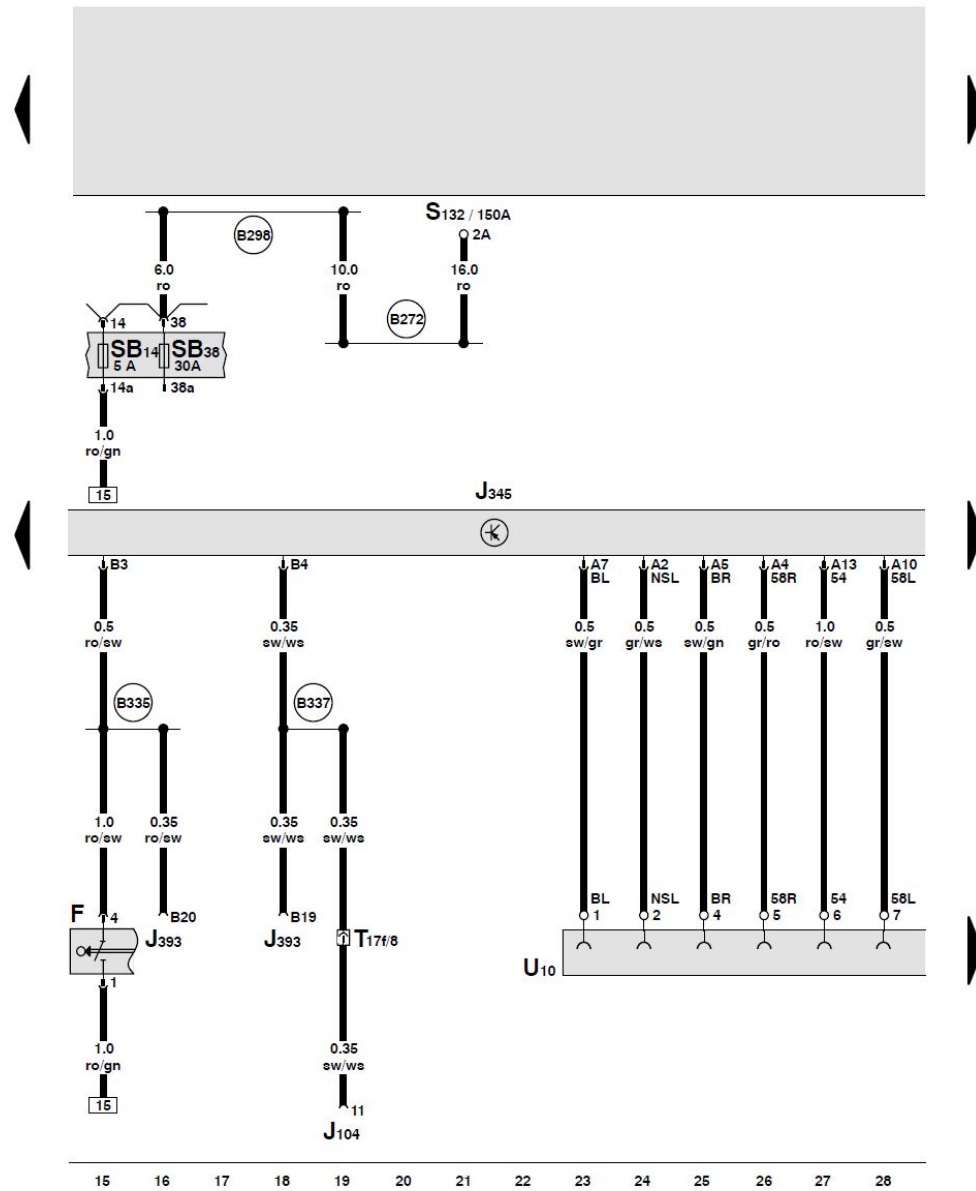 S132 / 150A
2A
B298
6.0
ro
10.0
ro
16.0
ro
B272
14
38
SB14
5 A
SB38
30A
14a
38a
1.0
ro/gn
15
J345
B3
B4
A7
BL
A2
NSL
A5
BR
A4
58R
A13
54
A10
58L
0.5
ro/sw
0.35
sw/ws
0.5
sw/gr
0.5
gr/ws
0.5
sw/gn
0.5
gr/ro
1.0
ro/sw
0.5
gr/sw
B335
B337
1.0
ro/sw
0.35
ro/sw
0.35
sw/ws
0.35
sw/ws
F
4
B20
J393
B19
J393
T17f/8
BL
1
NSL
2
BR
4
58R
5
54
6
58L
7
U10
1
1.0
ro/gn
15
0.35
sw/ws
11
J104
15 16 17 18 19 20 21 22 23 24 25 26 27 28